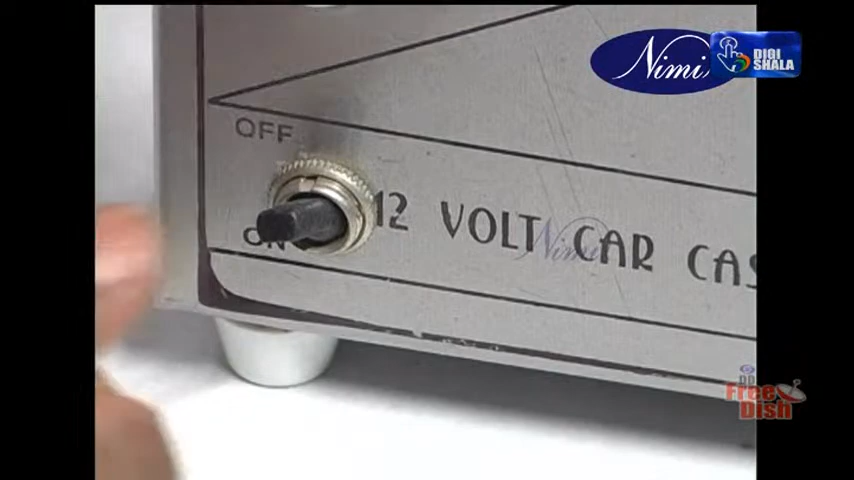 Nimi
DIGI
SHALA
OFF
ON
12 VOLT CAR CAS
Nimi
DD
Free
Dish